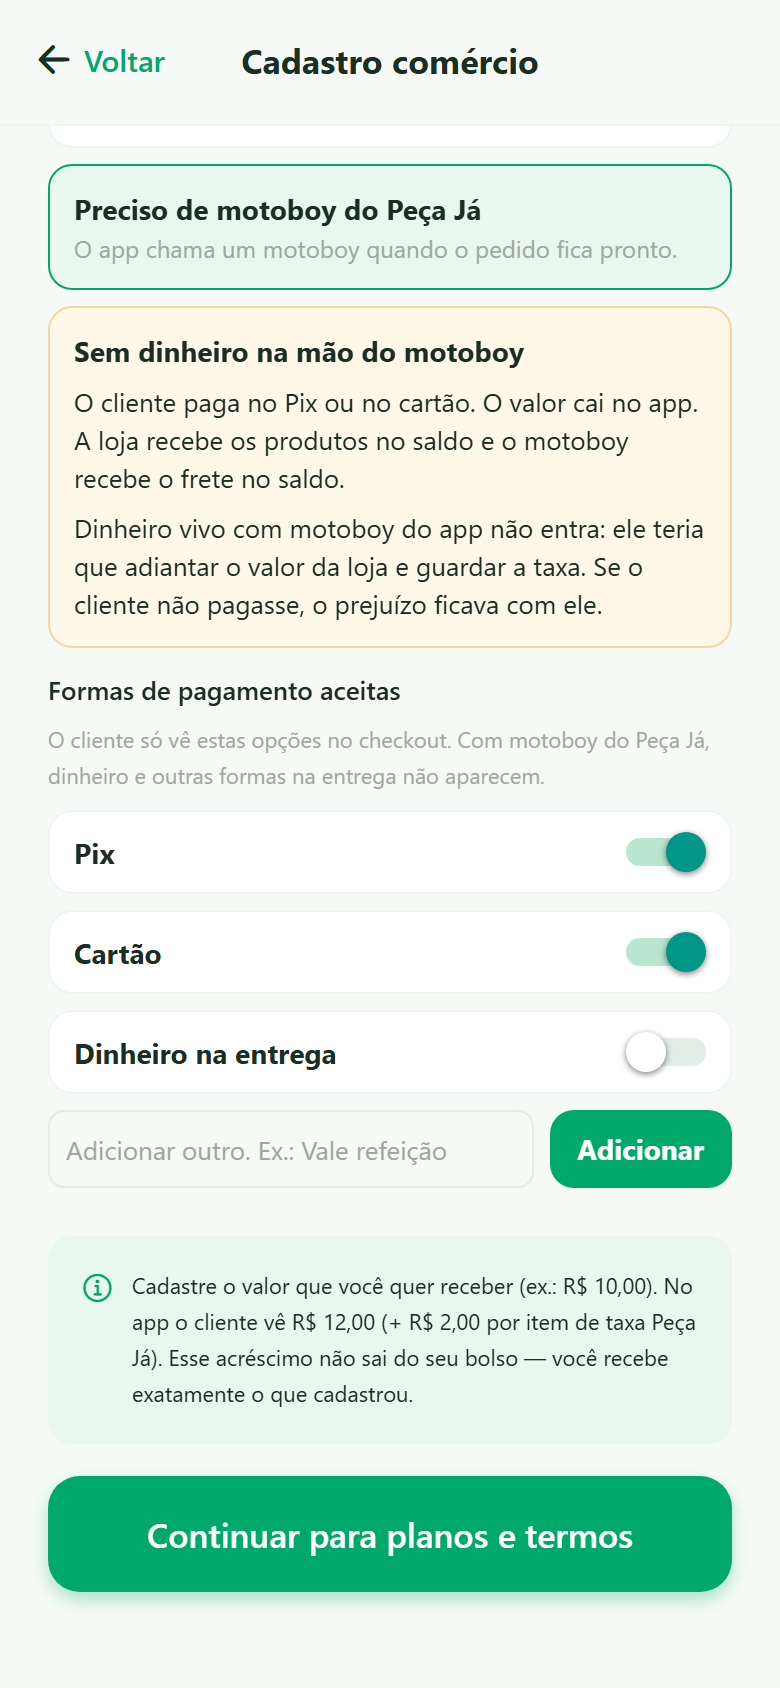 Voltar
Cadastro comércio
Preciso de motoboy do Peça Já
O app chama um motoboy quando o pedido fica pronto.
Sem dinheiro na mão do motoboy
O cliente paga no Pix ou no cartão. O valor cai no app.
A loja recebe os produtos no saldo e o motoboy
recebe o frete no saldo.
Dinheiro vivo com motoboy do app não entra: ele teria
que adiantar o valor da loja e guardar a taxa. Se o
cliente não pagasse, o prejuízo ficava com ele.
Formas de pagamento aceitas
O cliente só vê estas opções no checkout. Com motoboy do Peça Já,
dinheiro e outras formas na entrega não aparecem.
Pix
Cartão
Dinheiro na entrega
Adicionar outro. Ex.: Vale refeição
Adicionar
Cadastre o valor que você quer receber (ex.: R$ 10,00). No
app o cliente vê R$ 12,00 (+ R$ 2,00 por item de taxa Peça
Já). Esse acréscimo não sai do seu bolso — você recebe
exatamente o que cadastrou.
Continuar para planos e termos